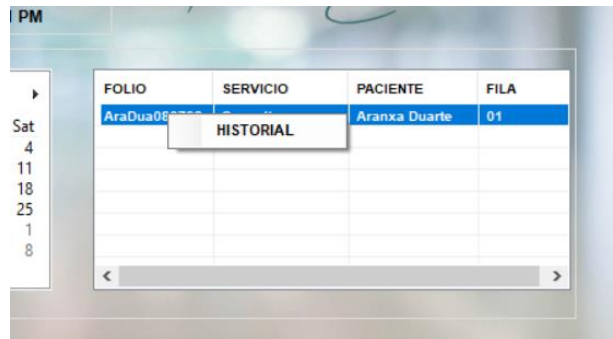 PM
FOLIO SERVICIO PACIENTE FILA
Aranxa Duarte 01
HISTORIAL
Sat
4
11
18
25
1
8